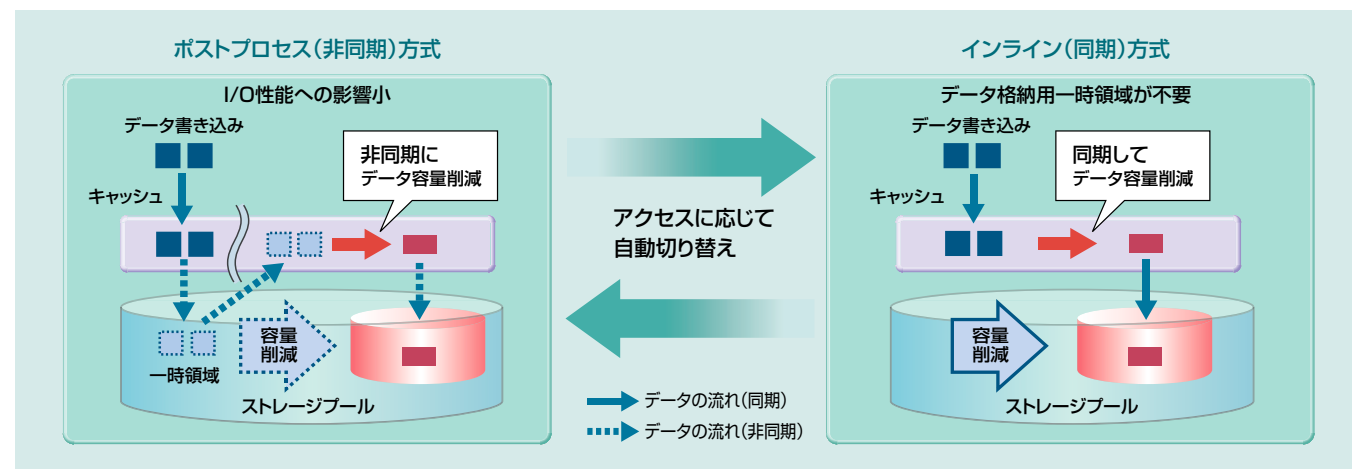 ポストプロセス(非同期)方式
I/O性能への影響小
データ書き込み
キャッシュ
非同期に
データ容量削減
容量
削減
一時領域
ストレージプール
アクセスに応じて
自動切り替え
データの流れ(同期)
データの流れ(非同期)
インライン(同期)方式
データ格納用一時領域が不要
データ書き込み
キャッシュ
同期して
データ容量削減
容量
削減
ストレージプール